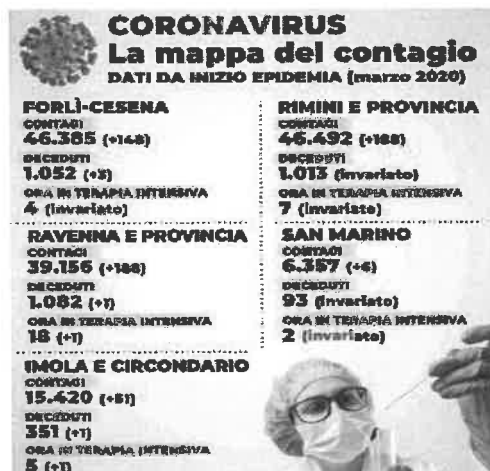 CORONAVIRUS
La mappa del contagio
DATI DA INIZIO EPIDEMIA (marzo 2020)
FORLÌ-CESENA
CONTAGI
46.385 (+148)
DECEDUTI
1.052 (+3)
ORA IN TERAPIA INTENSIVA
4 (invariato)
RAVENNA E PROVINCIA
CONTAGI
39.156 (+186)
DECEDUTI
1.082 (+1)
ORA IN TERAPIA INTENSIVA
18 (+1)
IMOLA E CIRCONDARIO
CONTAGI
15.420 (+51)
DECEDUTI
351 (+1)
ORA IN TERAPIA INTENSIVA
5 (+1)
RIMINI E PROVINCIA
CONTAGI
46.492 (+188)
DECEDUTI
1.013 (invariato)
ORA IN TERAPIA INTENSIVA
7 (invariato)
SAN MARINO
CONTAGI
6.357 (+6)
DECEDUTI
93 (invariato)
ORA IN TERAPIA INTENSIVA
2 (invariato)